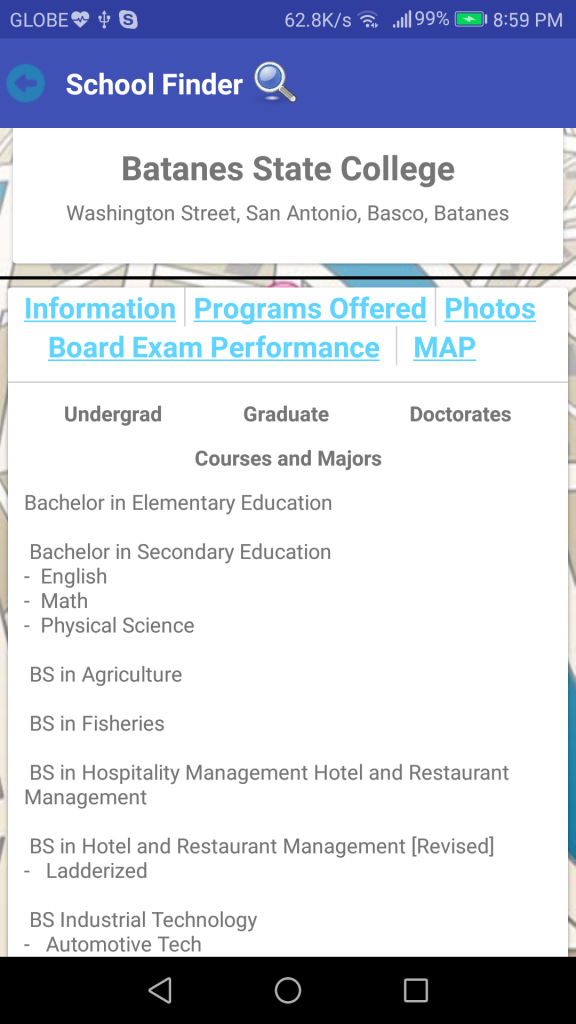 GLOBE 62.8K/s 99% 8:59 PM
School Finder
Batanes State College
Washington Street, San Antonio, Basco, Batanes
Information Programs Offered Photos
Board Exam Performance MAP
Undergrad Graduate Doctorates
Courses and Majors
Bachelor in Elementary Education
Bachelor in Secondary Education
- English
- Math
- Physical Science
BS in Agriculture
BS in Fisheries
BS in Hospitality Management Hotel and Restaurant
Management
BS in Hotel and Restaurant Management [Revised]
- Ladderized
BS Industrial Technology
- Automotive Tech